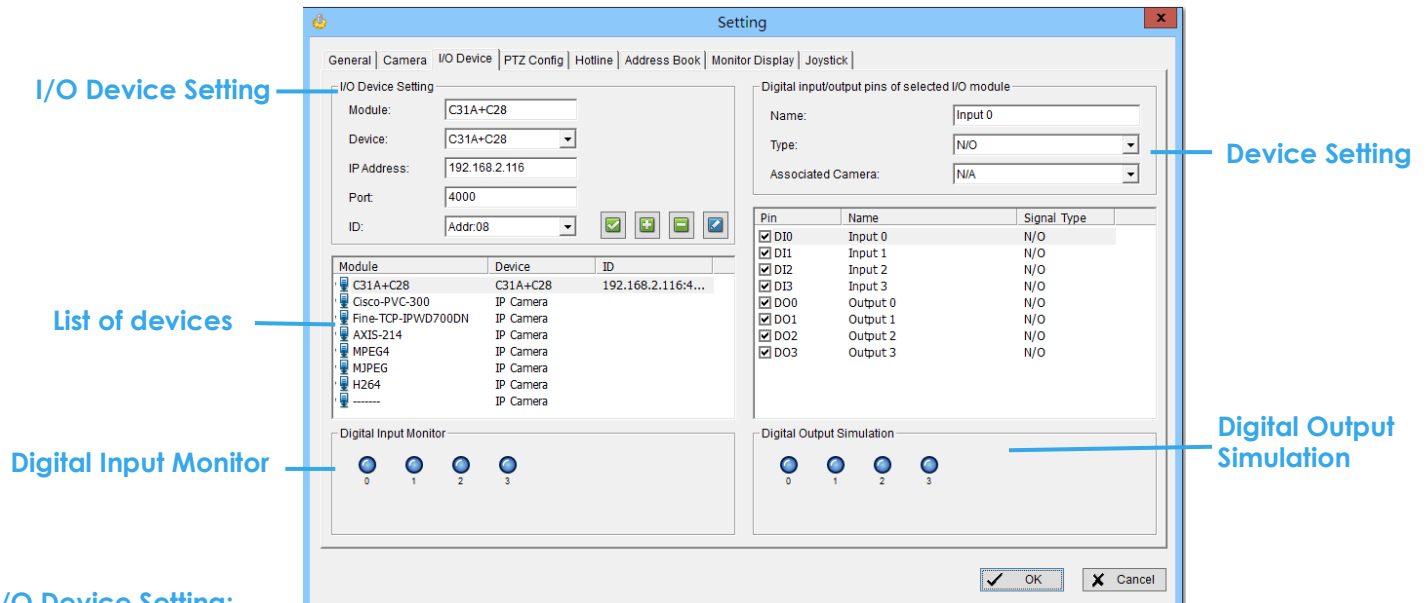 Setting
x
General Camera I/O Device PTZ Config Hotline Address Book Monitor Display Joystick
I/O Device Setting
I/O Device Setting
Module: C31A+C28
Device: C31A+C28
IP Address: 192.168.2.116
Port: 4000
ID: Addr:08
Digital input/output pins of selected I/O module
Name: Input 0
Type: N/O
Associated Camera: N/A
Device Setting
List of devices
Module Device ID
C31A+C28 C31A+C28 192.168.2.116:4...
Cisco-PVC-300 IP Camera
Fine-TCP-IPWD700DN IP Camera
AXIS-214 IP Camera
MPEG4 IP Camera
MJPEG IP Camera
H264 IP Camera
------- IP Camera
Pin Name Signal Type
DI0 Input 0 N/O
DI1 Input 1 N/O
DI2 Input 2 N/O
DI3 Input 3 N/O
DO0 Output 0 N/O
DO1 Output 1 N/O
DO2 Output 2 N/O
DO3 Output 3 N/O
Digital Input Monitor
Digital Input Monitor
0 1 2 3
Digital Output Simulation
0 1 2 3
Digital Output
Simulation
OK Cancel
/O Device Setting: